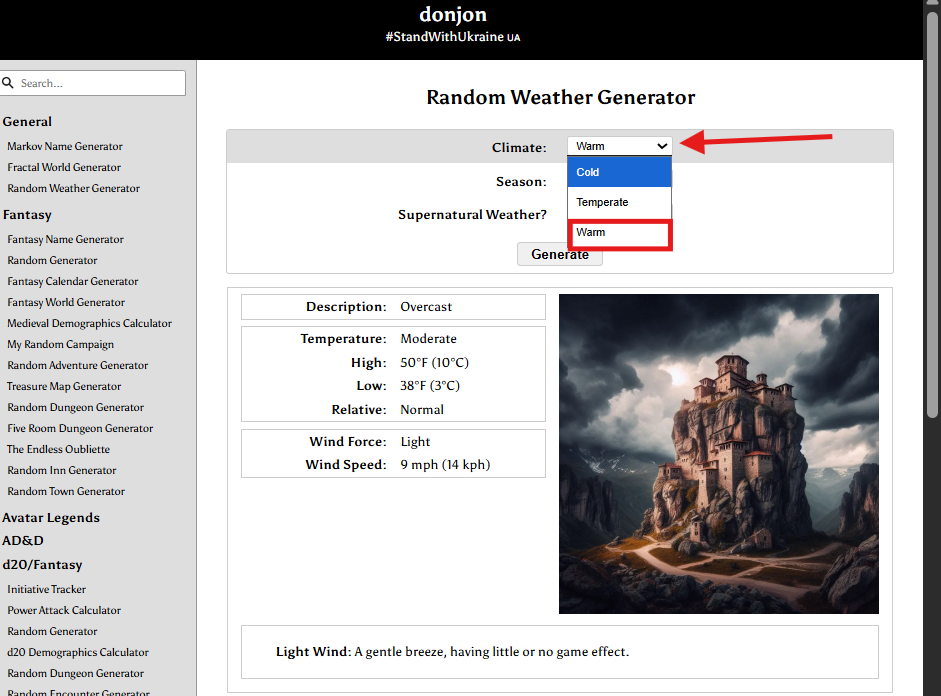 donjon
#StandWithUkraine UA
Search...
General
Markov Name Generator
Fractal World Generator
Random Weather Generator
Fantasy
Fantasy Name Generator
Random Generator
Fantasy Calendar Generator
Fantasy World Generator
Medieval Demographics Calculator
My Random Campaign
Random Adventure Generator
Treasure Map Generator
Random Dungeon Generator
Five Room Dungeon Generator
The Endless Oubliette
Random Inn Generator
Random Town Generator
Avatar Legends
AD&D
d20/Fantasy
Initiative Tracker
Power Attack Calculator
Random Generator
d20 Demographics Calculator
Random Dungeon Generator
Random Encounter Generator
Random Weather Generator
Climate: Warm
Cold
Season:
Temperate
Supernatural Weather?
Warm
Generate
Description: Overcast
Temperature: Moderate
High: 50°F (10°C)
Low: 38°F (3°C)
Relative: Normal
Wind Force: Light
Wind Speed: 9 mph (14 kph)
Light Wind: A gentle breeze, having little or no game effect.